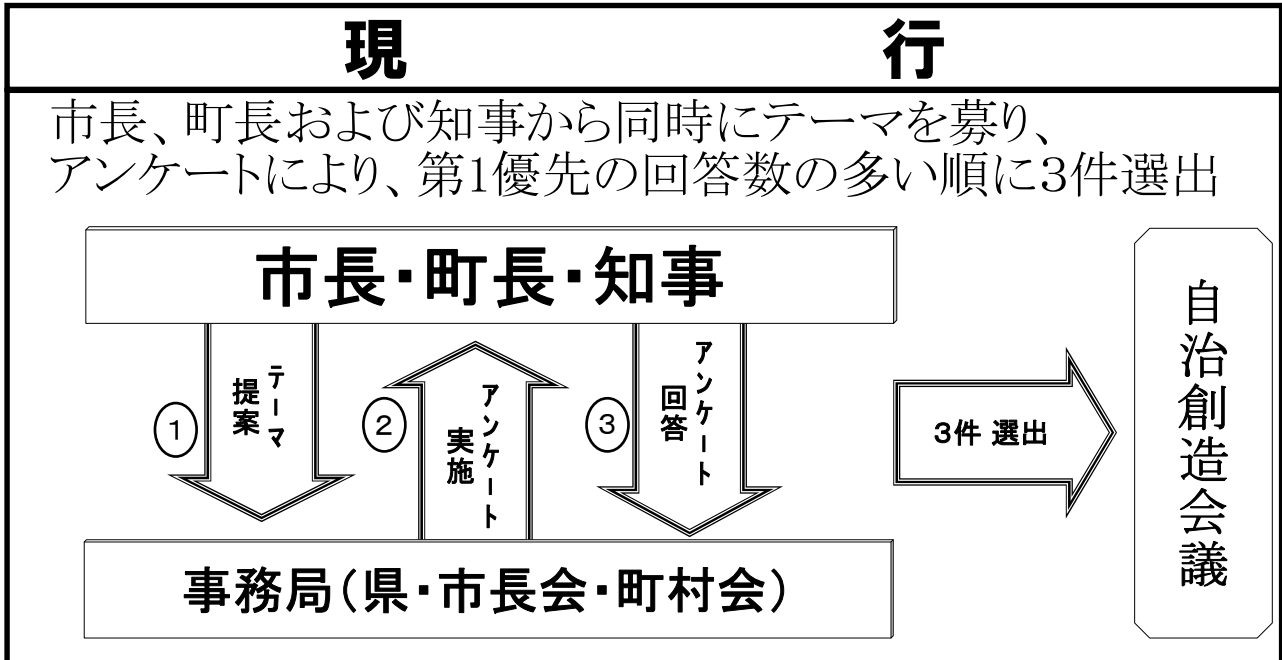 現 行
市長、町長および知事から同時にテーマを募り、
アンケートにより、第1優先の回答数の多い順に３件選出
市長・町長・知事
①
テーマ
提案
②
アンケート
実施
③
アンケート
回答
３件 選出
自治創造会議
事務局（県・市長会・町村会）